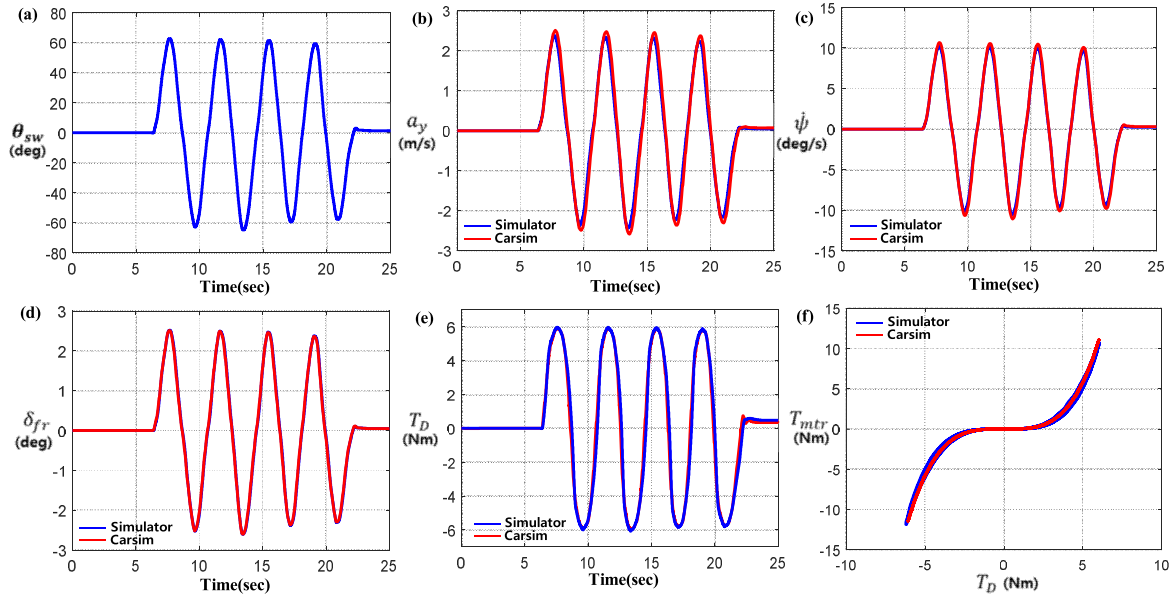 (a)
80
60
40
20
0
-20
-40
-60
-80
θsw
(deg)
0 5 10 15 20 25
Time(sec)
(b)
3
2
1
0
-1
-2
-3
ay
(m/s)
Simulator
Carsim
0 5 10 15 20 25
Time(sec)
(c)
15
10
5
0
-5
-10
-15
ψ̇
(deg/s)
Simulator
Carsim
0 5 10 15 20 25
Time(sec)
(d)
3
2
1
0
-1
-2
-3
δfr
(deg)
Simulator
Carsim
0 5 10 15 20 25
Time(sec)
(e)
6
4
2
0
-2
-4
-6
TD
(Nm)
Simulator
Carsim
0 5 10 15 20 25
Time(sec)
(f)
15
10
5
0
-5
-10
-15
Tmtr
(Nm)
Simulator
Carsim
-10 -5 0 5 10
TD (Nm)